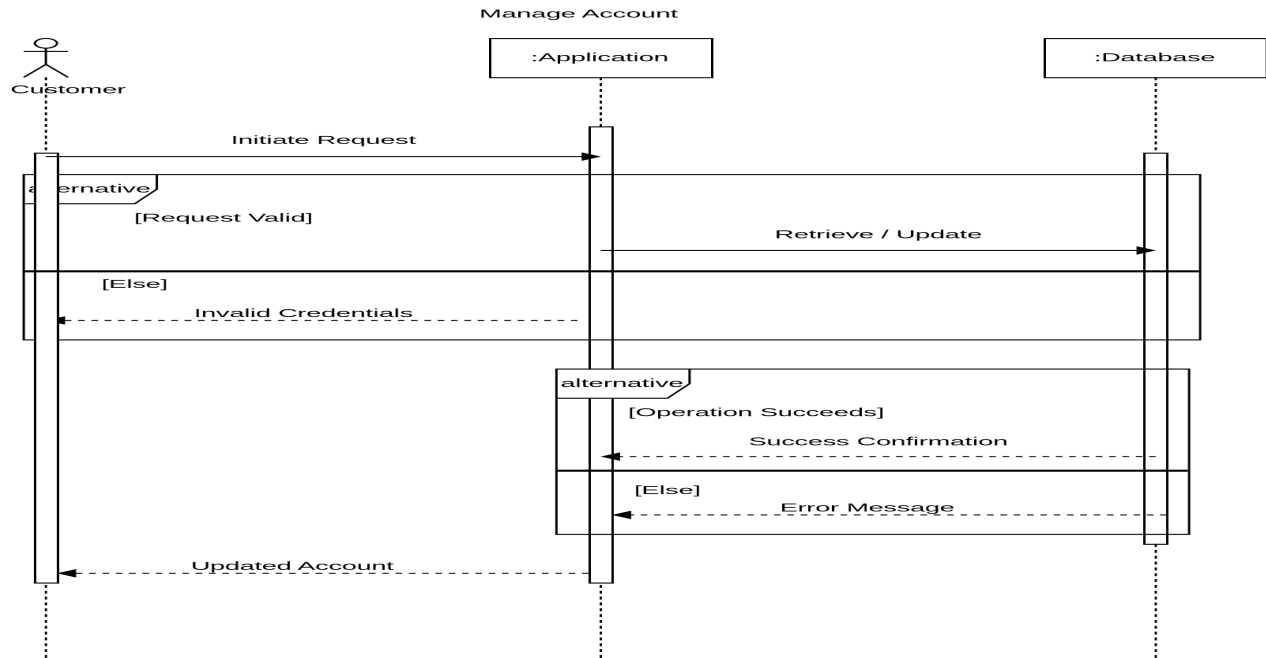 Manage Account
:Application
:Database
Customer
Initiate Request
alternative
[Request Valid]
Retrieve / Update
[Else]
Invalid Credentials
alternative
[Operation Succeeds]
Success Confirmation
[Else]
Error Message
Updated Account